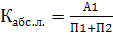 Кабс.л. = А1 / П1+П2